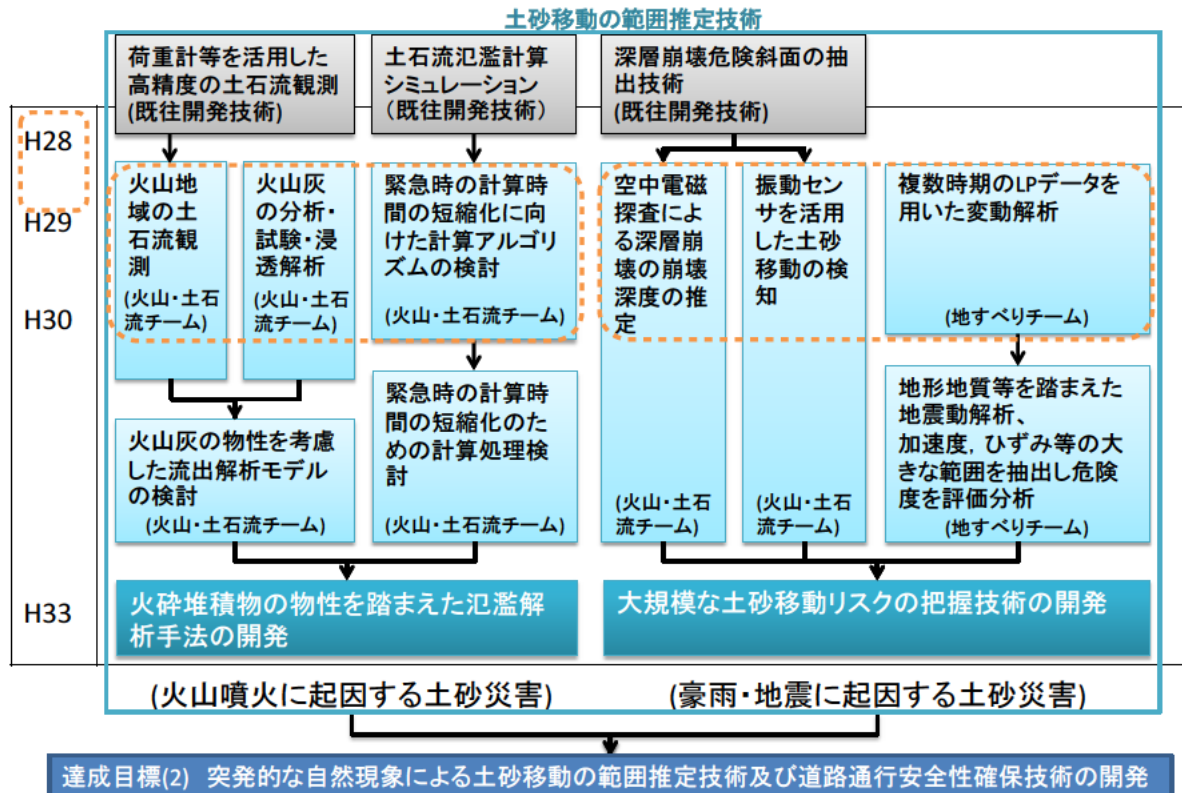 土砂移動の範囲推定技術
荷重計等を活用した
高精度の土石流観測
(既往開発技術)
土石流氾濫計算
シミュレーション
（既往開発技術）
深層崩壊危険斜面の抽
出技術
(既往開発技術)
H28
H29
H30
H33
火山地
域の土
石流観
測
(火山・土石
流チーム)
火山灰
の分析・
試験・浸
透解析
(火山・土石
流チーム)
緊急時の計算時
間の短縮化に向
けた計算アルゴリ
ズムの検討
(火山・土石流チーム)
空中電磁
探査によ
る深層崩
壊の崩壊
深度の推
定
(火山・土石
流チーム)
振動セン
サを活用
した土砂
移動の検
知
(火山・土石
流チーム)
複数時期のLPデータを
用いた変動解析
(地すべりチーム)
火山灰の物性を考慮
した流出解析モデル
の検討
(火山・土石流チーム)
緊急時の計算時
間の短縮化のた
めの計算処理検
討
(火山・土石流チーム)
地形地質等を踏まえた
地震動解析、
加速度，ひずみ等の大
きな範囲を抽出し危険
度を評価分析
(地すべりチーム)
火砕堆積物の物性を踏まえた氾濫解
析手法の開発
大規模な土砂移動リスクの把握技術の開発
(火山噴火に起因する土砂災害)
(豪雨・地震に起因する土砂災害)
達成目標(2) 突発的な自然現象による土砂移動の範囲推定技術及び道路通行安全性確保技術の開発